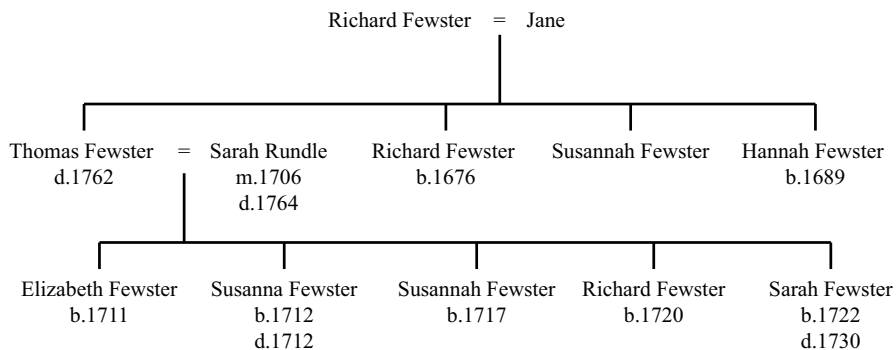 Richard Fewster = Jane
Thomas Fewster = Sarah Rundle Richard Fewster Susannah Fewster Hannah Fewster
d.1762 m.1706 b.1676 b.1689
d.1764
Elizabeth Fewster Susanna Fewster Susannah Fewster Richard Fewster Sarah Fewster
b.1711 b.1712 b.1717 b.1720 b.1722
d.1712 d.1730